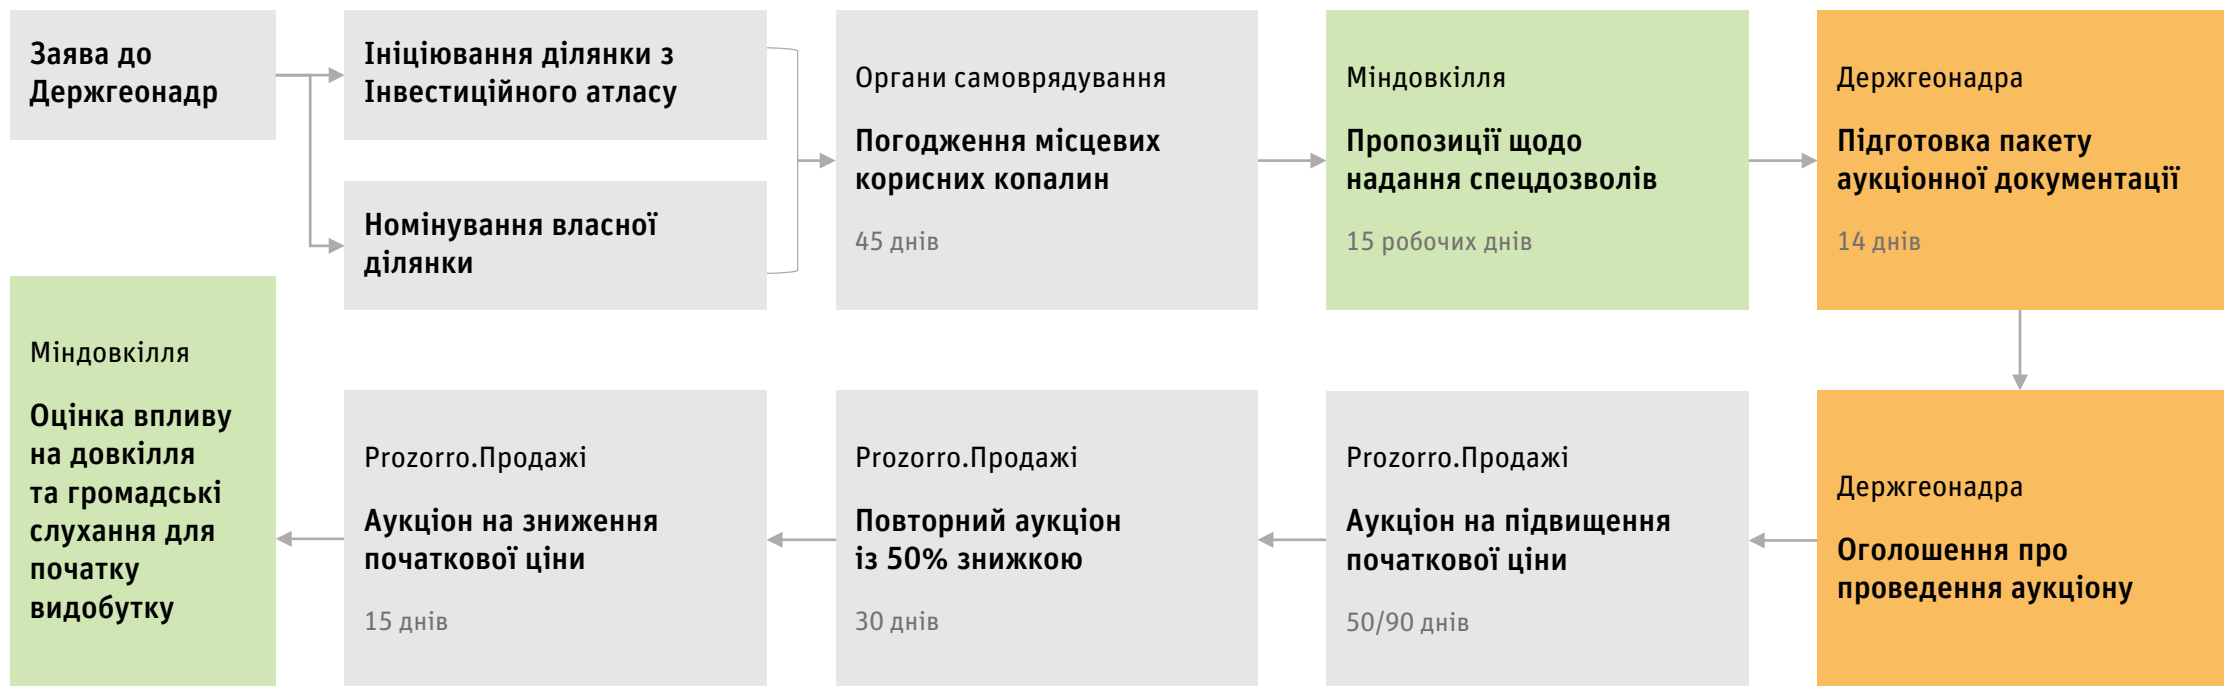 Заява до
Держгеонадр
Ініціювання ділянки з
Інвестиційного атласу
Номінування власної
ділянки
Органи самоврядування
Погодження місцевих
корисних копалин
45 днів
Міндовкілля
Пропозиції щодо
надання спецдозволів
15 робочих днів
Держгеонадра
Підготовка пакету
аукціонної документації
14 днів
Держгеонадра
Оголошення про
проведення аукціону
Prozorro.Продажі
Аукціон на підвищення
початкової ціни
50/90 днів
Prozorro.Продажі
Повторний аукціон
із 50% знижкою
30 днів
Prozorro.Продажі
Аукціон на зниження
початкової ціни
15 днів
Міндовкілля
Оцінка впливу
на довкілля
та громадські
слухання для
початку
видобутку